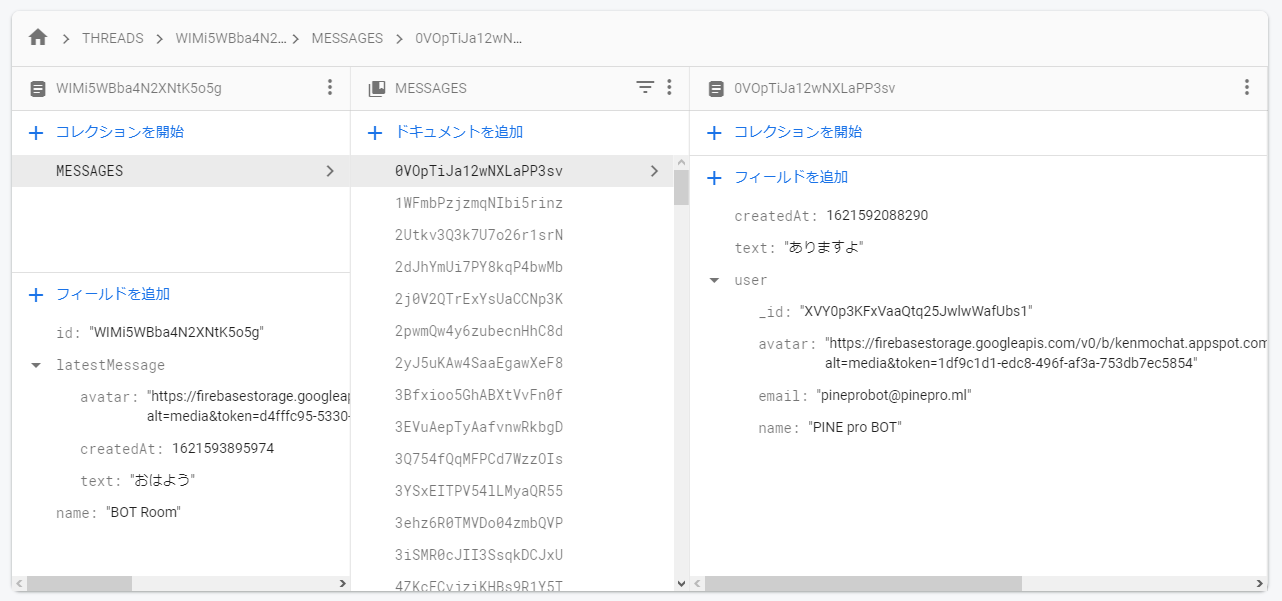 THREADS
WIMi5WBba4N2...
MESSAGES
0VOpTiJa12wN...
WIMi5WBba4N2XNtK5o5g
コレクションを開始
MESSAGES
フィールドを追加
id: "WIMi5WBba4N2XNtK5o5g"
latestMessage
avatar: "https://firebasestorage.googleap
alt=media&token=d4fffc95-5330-
createdAt: 1621593895974
text: "おはよう"
name: "BOT Room"
MESSAGES
ドキュメントを追加
0VOpTiJa12wNXLaPP3sv
1WFmbPzjzmqNIbi5rinz
2Utkv3Q3k7U7o26r1srN
2dJhYmUi7PY8kqP4bwMb
2j0V2QTrExYsUaCCNp3K
2pwmQw4y6zubecnHhC8d
2yJ5uKAw4SaaEgawXeF8
3Bfxioo5GhABXtVvFn0f
3EVuAepTyAafvnwRkbgD
3Q754fQqMFPCd7WzzOIs
3YSxEITPV54lLMyaQR55
3ehz6R0TMVDo04zmbQVP
3iSMR0cJII3SsqkDCJxU
4ZKcFCvizjKHBs9R1Y5T
0VOpTiJa12wNXLaPP3sv
コレクションを開始
フィールドを追加
createdAt: 1621592088290
text: "ありますよ"
user
_id: "XVY0p3KFxVaaQtq25JwlwWafUbs1"
avatar: "https://firebasestorage.googleapis.com/v0/b/kenmochat.appspot.com
alt=media&token=1df9c1d1-edc8-496f-af3a-753db7ec5854"
email: "pineprobot@pinepro.ml"
name: "PINE pro BOT"